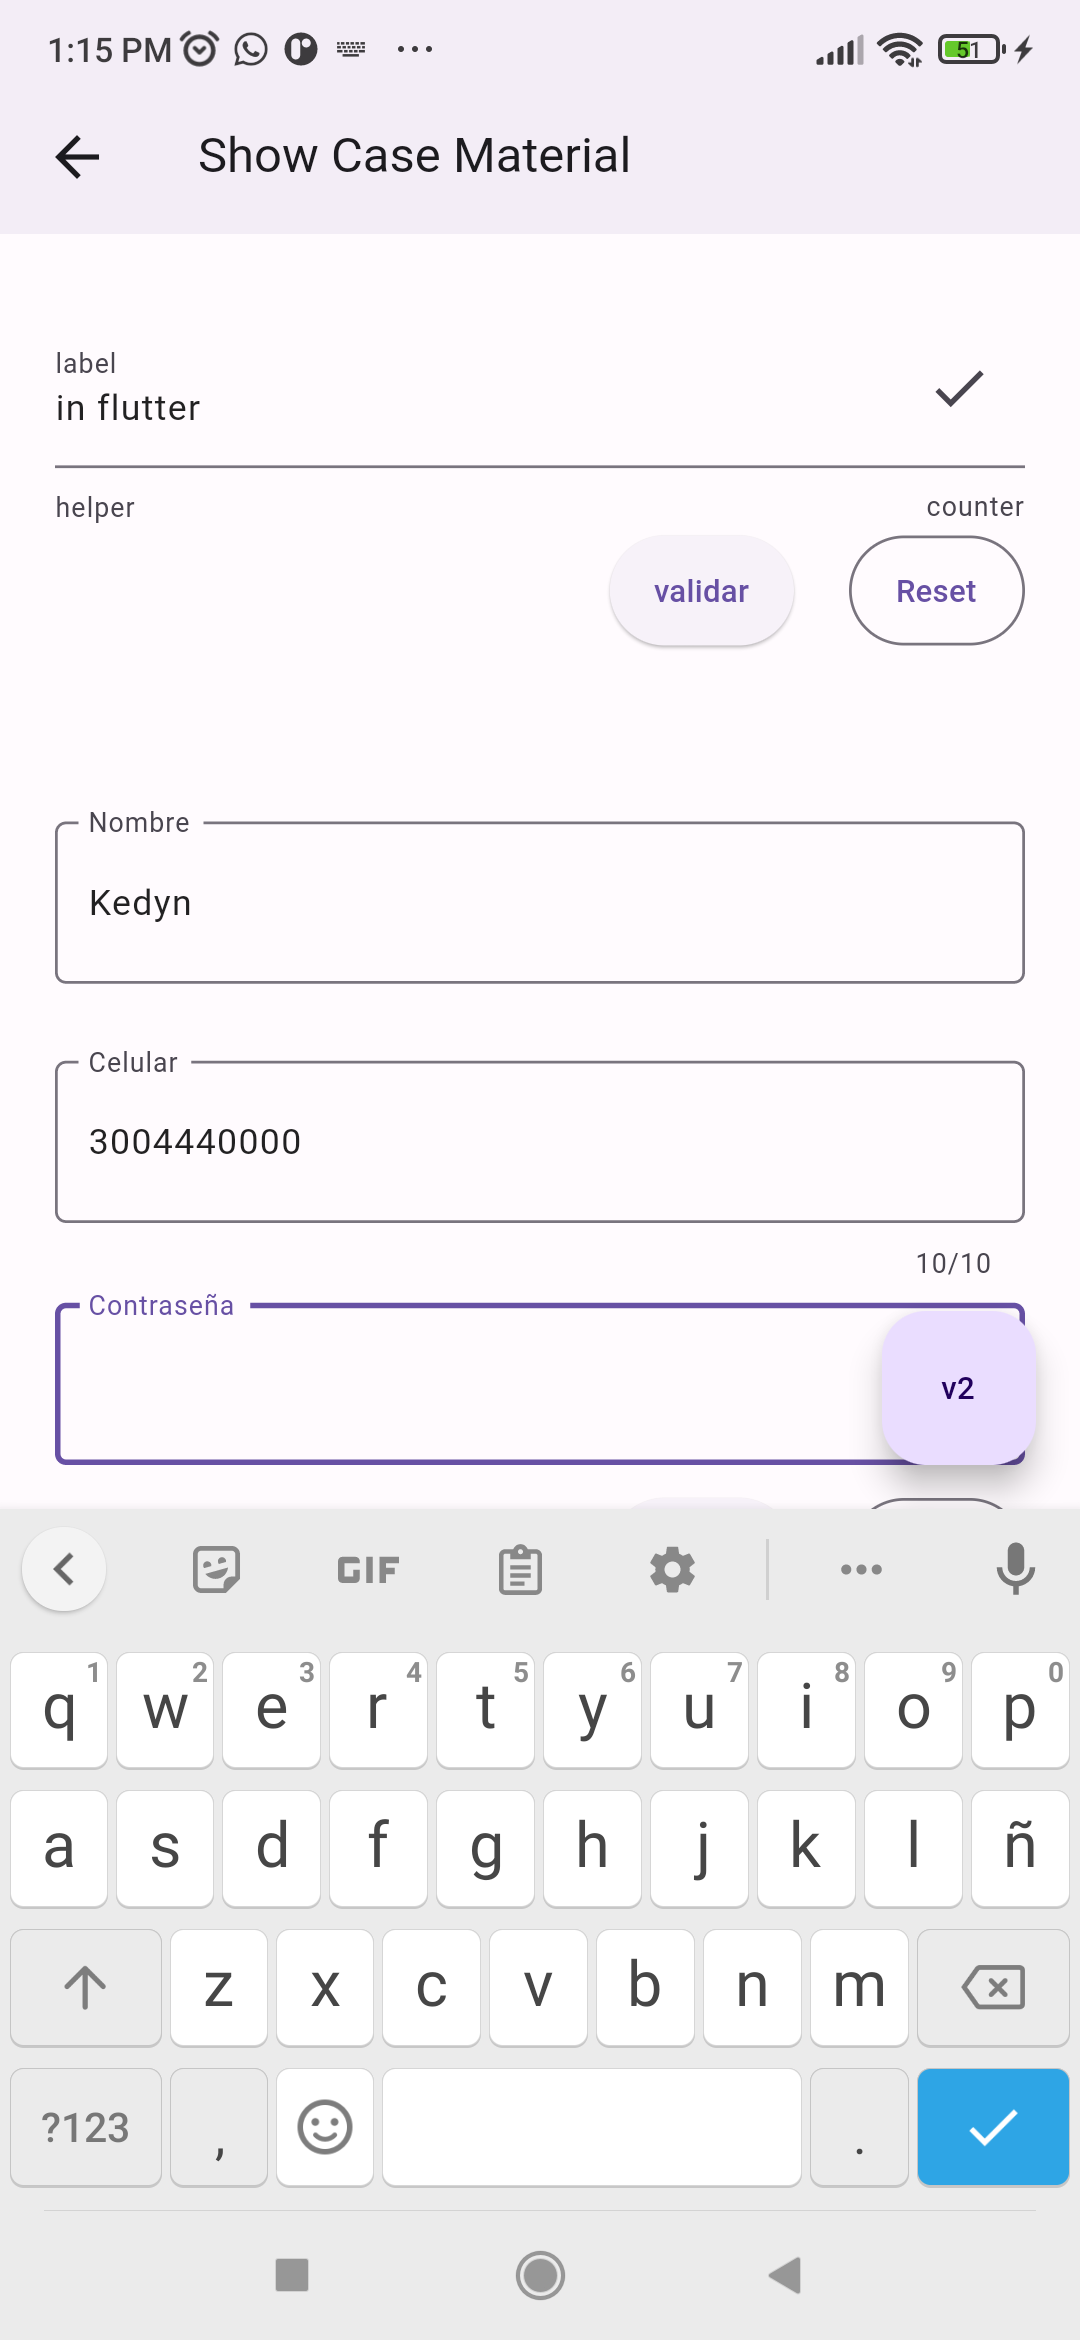 1:15 PM
51
Show Case Material
label
in flutter
helper
counter
validar
Reset
Nombre
Kedyn
Celular
3004440000
10/10
Contraseña
v2
GIF
1 2 3 4 5 6 7 8 9 0
q w e r t y u i o p
a s d f g h j k l ñ
z x c v b n m
?123 , .